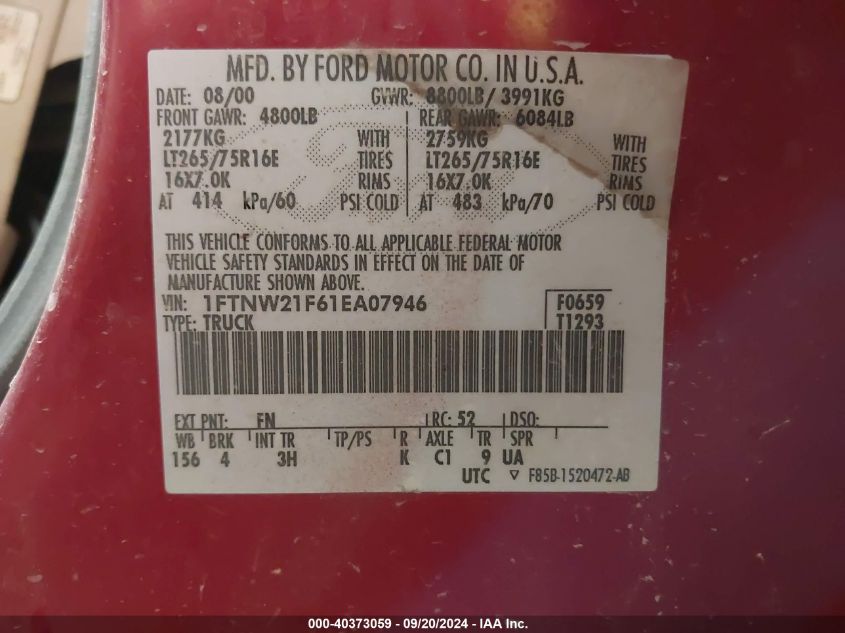 MFD. BY FORD MOTOR CO. IN U.S.A.
DATE: 08/00 GVWR: 8800LB/ 3991KG
FRONT GAWR: 4800LB REAR GAWR: 6084LB
2177KG WITH 2759KG WITH
LT265/75R16E TIRES LT265/75R16E TIRES
16X7.0K RIMS 16X7.0K RIMS
AT 414 kPa/60 PSI COLD AT 483 kPa/70 PSI COLD
THIS VEHICLE CONFORMS TO ALL APPLICABLE FEDERAL MOTOR
VEHICLE SAFETY STANDARDS IN EFFECT ON THE DATE OF
MANUFACTURE SHOWN ABOVE.
VIN: 1FTNW21F61EA07946 F0659
TYPE: TRUCK T1293
EXT PNT: FN RC: 52 DSO:
WB BRK INT TR TP/PS R AXLE TR SPR
156 4 3H K C1 9 UA
UTC ▽ F85B-1520472-AB
000-40373059 - 09/20/2024 - IAA Inc.